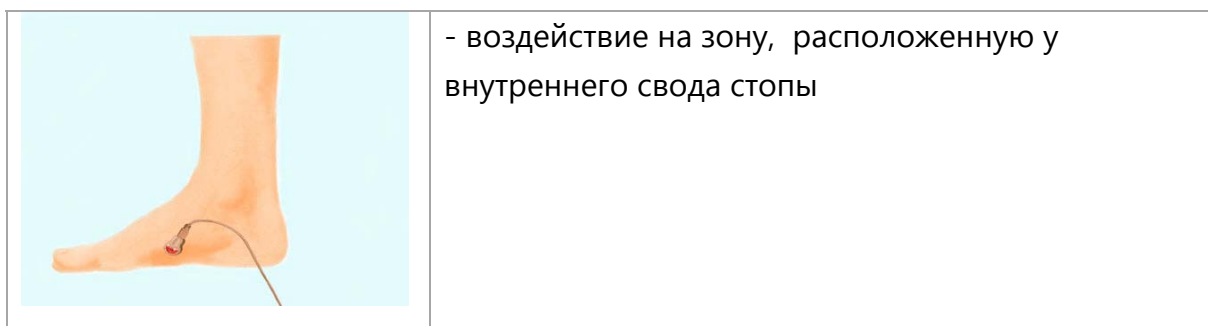 - воздействие на зону, расположенную у
внутреннего свода стопы